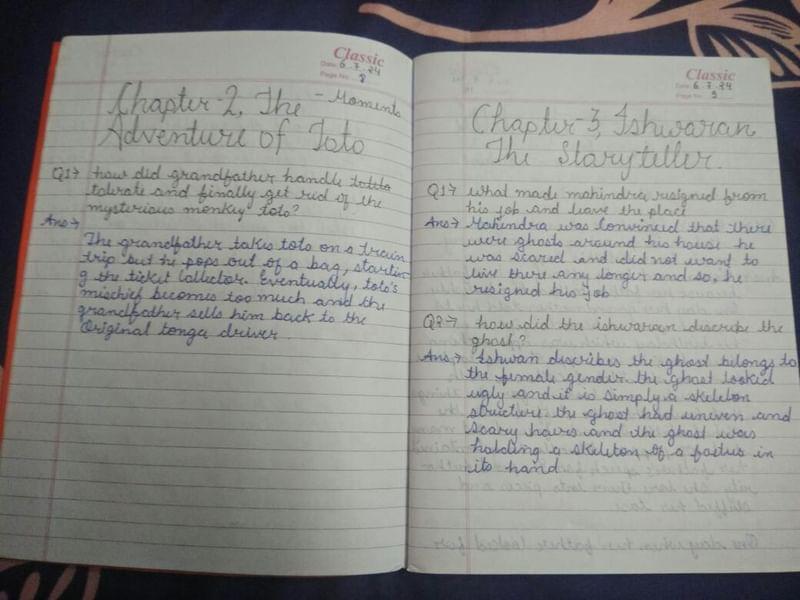 Classic
Date 6.7.24
Page No. 8
Chapter-2, The - Moments
Adventure of Toto
Q1→ how did grandfather handle
tolerate and finally get rid of the
mysterious monkey toto?
Ans→
The grandfather takes toto on a train
trip but he pops out of a bag, startin
g the ticket collector. Eventually, toto's
mischief becomes too much and the
grandfather sells him back to the
Original tonga driver.
Classic
Date 6.7.24
Page No. 9
Chapter-3, Ishwaran
The Storyteller.
Q1→ what made mahindra resigned from
his job and leave the place
Ans→ Mahindra was convinced that there
were ghosts around his house he
was scared and did not want to
live there any longer and so, he
resigned his job
Q2→ how did the ishwaran discribe the
ghost?
Ans→ Ishwan describes the ghost belongs to
the female gendir. the ghost looked
ugly and it is simply a skeleton
structure the ghost had uneven and
scary hairs and the ghost was
holding a skeleton of a foetus in
its hand